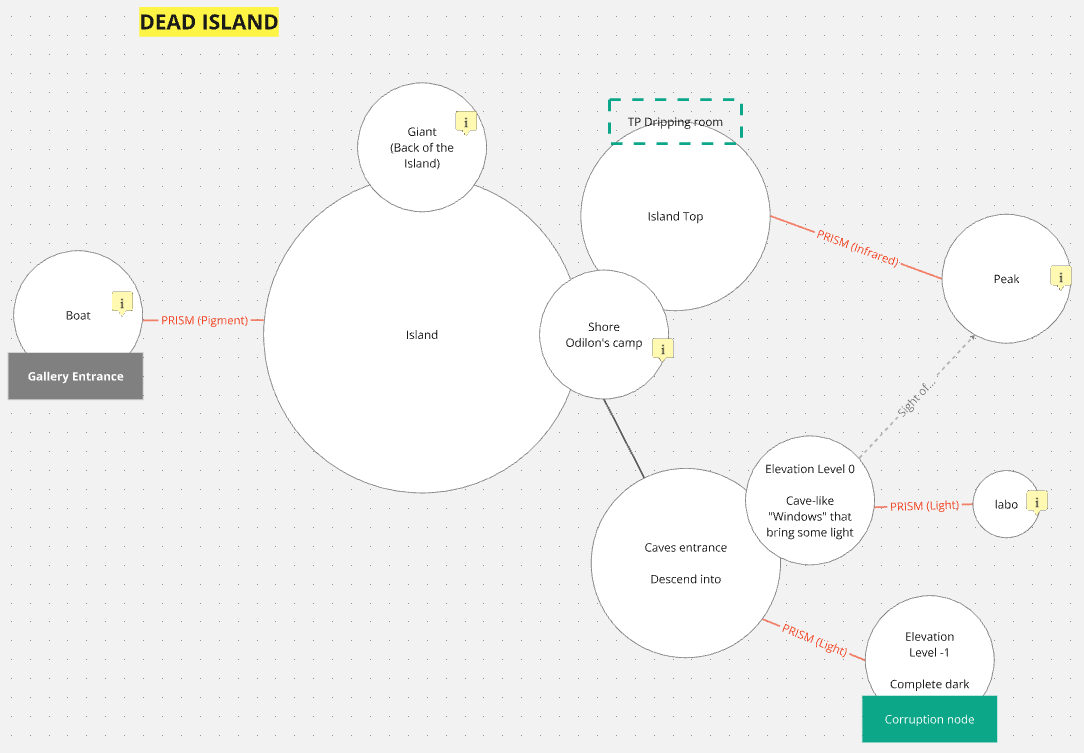 DEAD ISLAND
Giant
(Back of the
Island)
i
TP Dripping room
Island Top
PRISM (Infrared)
Peak
i
Boat
i
Gallery Entrance
PRISM (Pigment)
Island
Shore
Odilon's camp
i
Sight of...
Elevation Level 0
Cave-like
"Windows" that
bring some light
PRISM (Light)
labo
i
Caves entrance
Descend into
PRISM (Light)
Elevation
Level -1
Complete dark
Corruption node